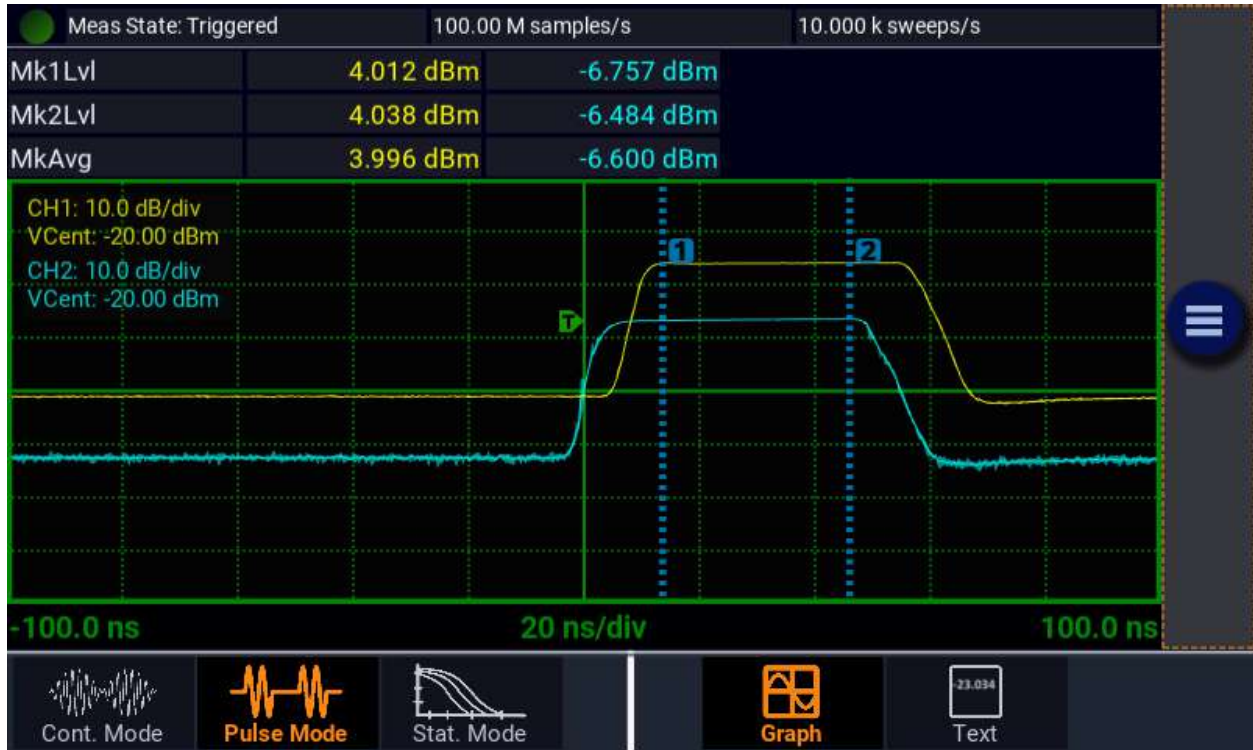 Meas State: Triggered 100.00 M samples/s 10.000 k sweeps/s
Mk1Lvl 4.012 dBm -6.757 dBm
Mk2Lvl 4.038 dBm -6.484 dBm
MkAvg 3.996 dBm -6.600 dBm
CH1: 10.0 dB/div
VCent: -20.00 dBm
CH2: 10.0 dB/div
VCent: -20.00 dBm
1 2
T
-100.0 ns 20 ns/div 100.0 ns
-23.034
Cont. Mode Pulse Mode Stat. Mode Graph Text